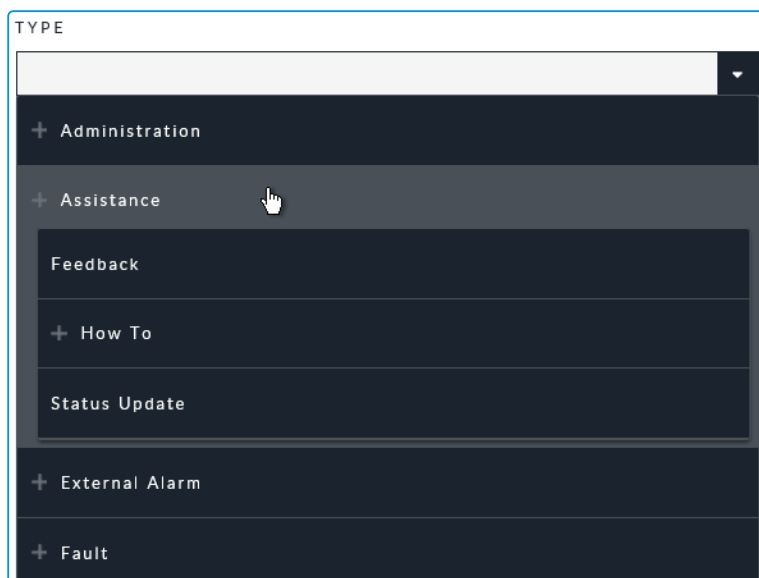 TYPE
Administration
Assistance
Feedback
How To
Status Update
External Alarm
Fault